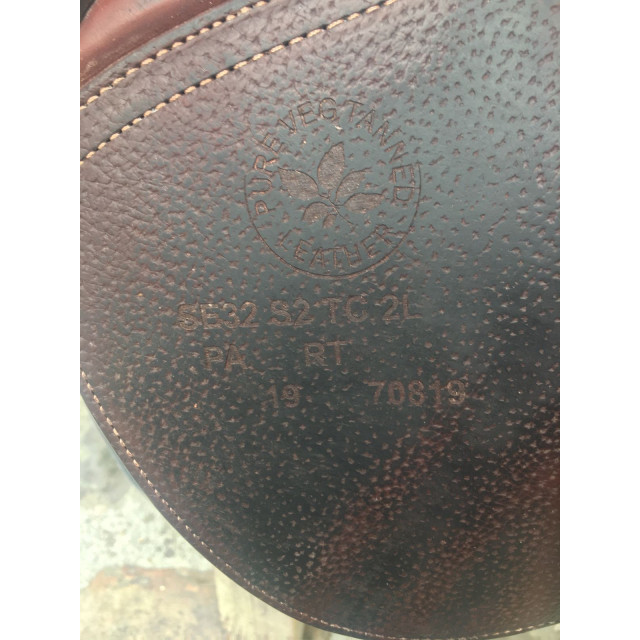 PURE VEG TANNED
LEATHER
SE32 S2 TC 2L
PA RT
19 70819